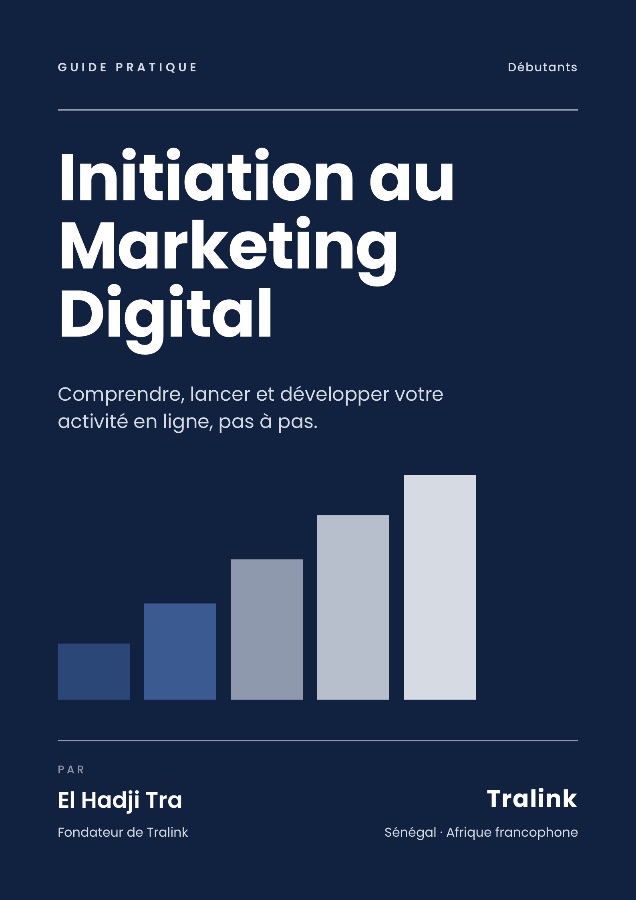 GUIDE PRATIQUE
Débutants
Initiation au
Marketing
Digital
Comprendre, lancer et développer votre
activité en ligne, pas à pas.
PAR
El Hadji Tra
Tralink
Fondateur de Tralink
Sénégal · Afrique francophone